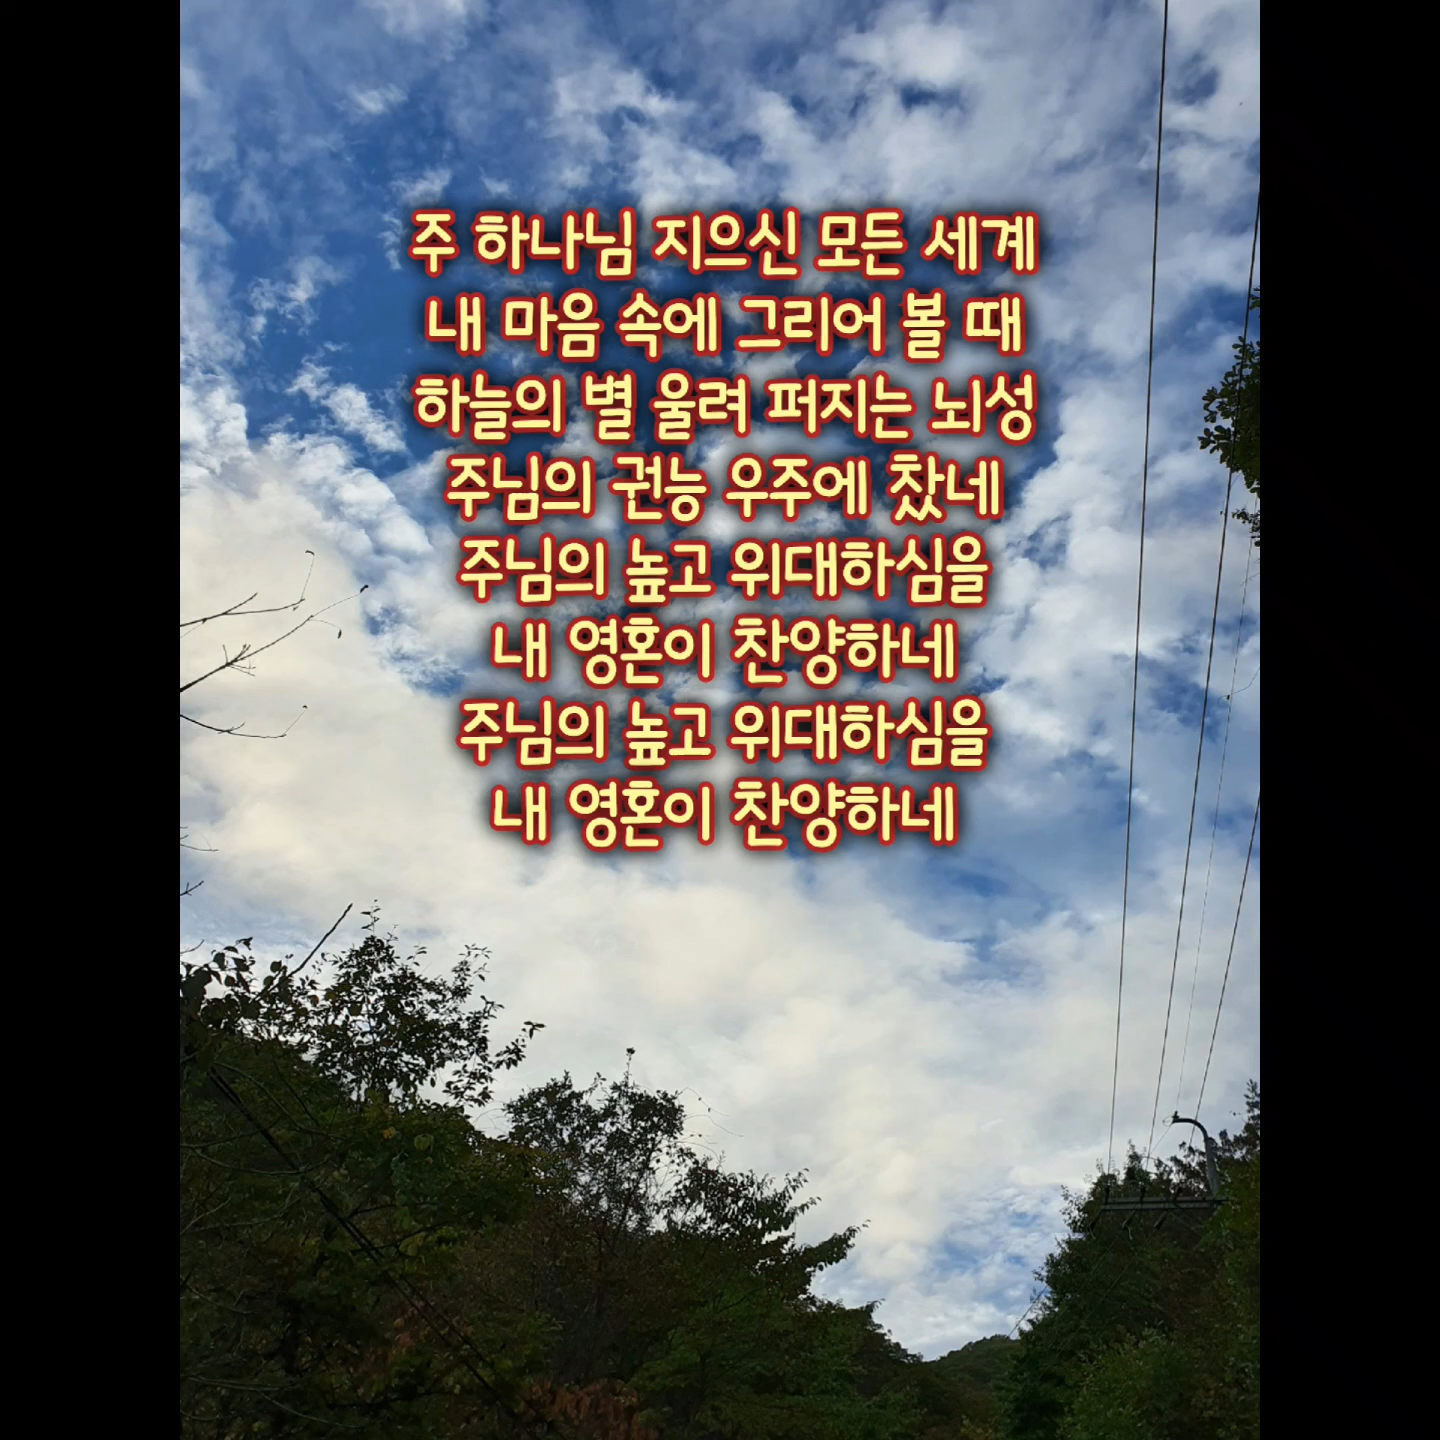 주 하나님 지으신 모든 세계
내 마음 속에 그리어 볼 때
하늘의 별 울려 퍼지는 뇌성
주님의 권능 우주에 찼네
주님의 높고 위대하심을
내 영혼이 찬양하네
주님의 높고 위대하심을
내 영혼이 찬양하네